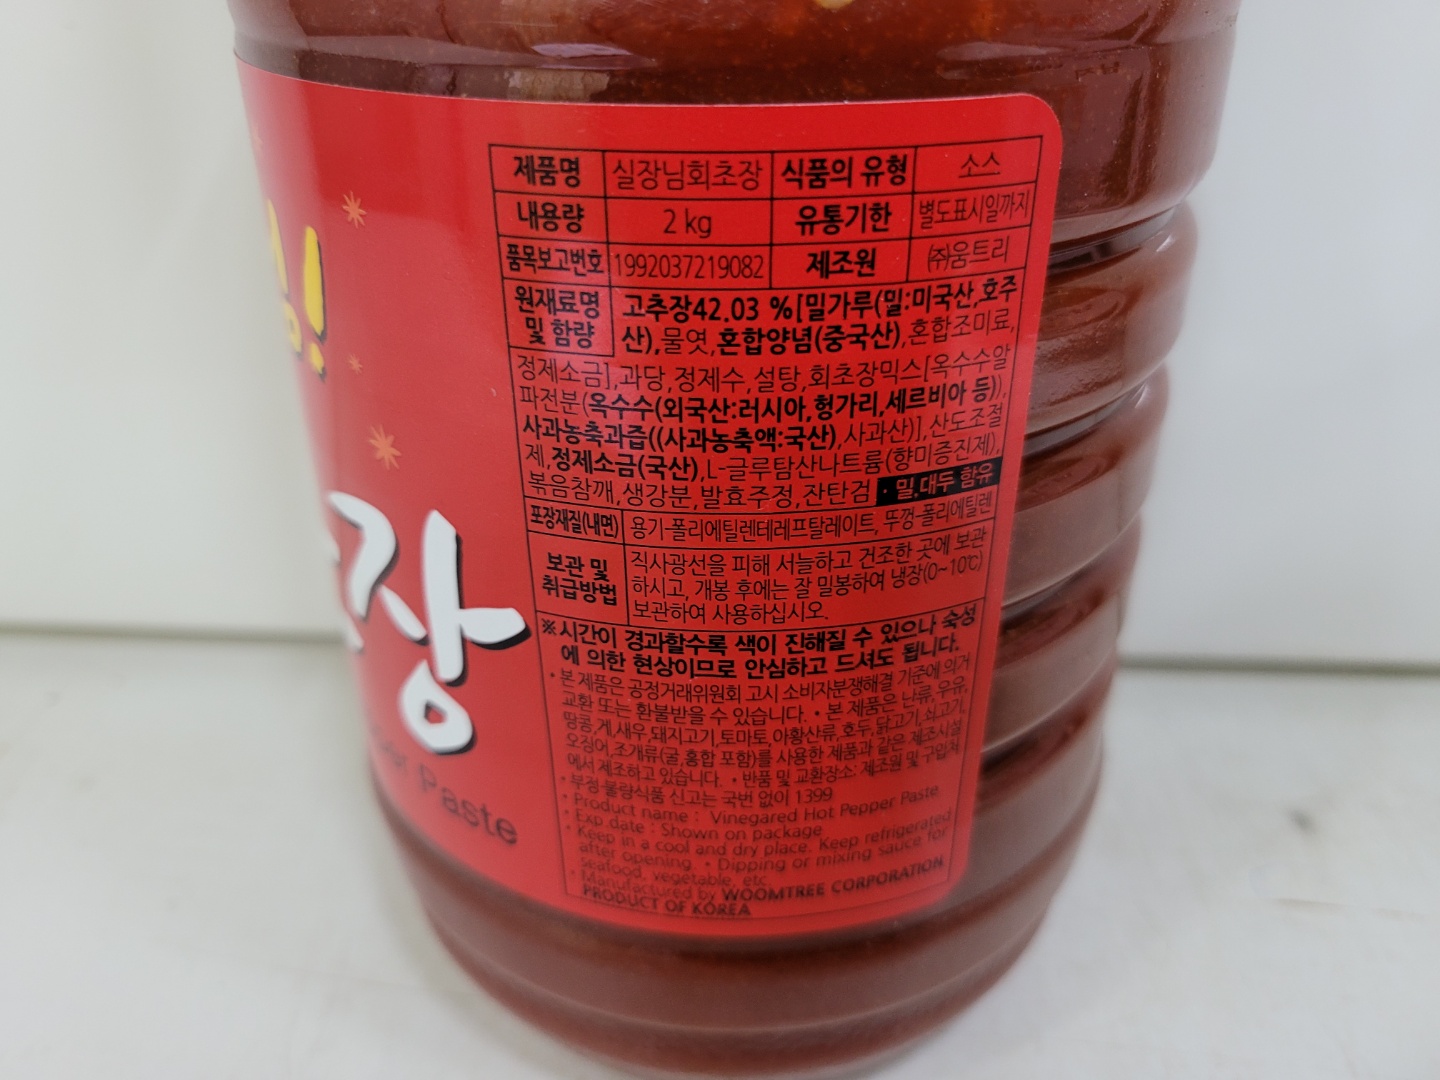 제품명 실장님회초장 식품의 유형 소스
내용량 2 kg 유통기한 별도표시일까지
품목보고번호 1992037219082 제조원 ㈜움트리
원재료명 및 함량 고추장42.03 %[밀가루(밀:미국산,호주
산),물엿,혼합양념(중국산),혼합조미료,
정제소금],과당,정제수,설탕,회초장믹스[옥수수알
파전분(옥수수(외국산:러시아,헝가리,세르비아 등)),
사과농축과즙((사과농축액:국산),사과산)],산도조절
제,정제소금(국산),L-글루탐산나트륨(향미증진제),
볶음참깨,생강분,발효주정,잔탄검 · 밀,대두 함유
포장재질(내면) 용기-폴리에틸렌테레프탈레이트, 뚜껑-폴리에틸렌
보관 및 취급방법 직사광선을 피해 서늘하고 건조한 곳에 보관
하시고, 개봉 후에는 잘 밀봉하여 냉장(0~10℃)
보관하여 사용하십시오.
※시간이 경과할수록 색이 진해질 수 있으나 숙성
에 의한 현상이므로 안심하고 드셔도 됩니다.
• 본 제품은 공정거래위원회 고시 소비자분쟁해결 기준에 의거
교환 또는 환불받을 수 있습니다. • 본 제품은 난류,우유,
땅콩,게,새우,돼지고기,토마토,아황산류,호두,닭고기,쇠고기,
오징어,조개류(굴,홍합 포함)를 사용한 제품과 같은 제조시설
에서 제조하고 있습니다. • 반품 및 교환장소: 제조원 및 구입처
• 부정·불량식품 신고는 국번 없이 1399
• Product name : Vinegared Hot Pepper Paste
• Exp.date : Shown on package
• Keep in a cool and dry place. Keep refrigerated
after opening. • Dipping or mixing sauce for
seafood, vegetable, etc.
• Manufactured by WOOMTREE CORPORATION
PRODUCT OF KOREA
장
Paste